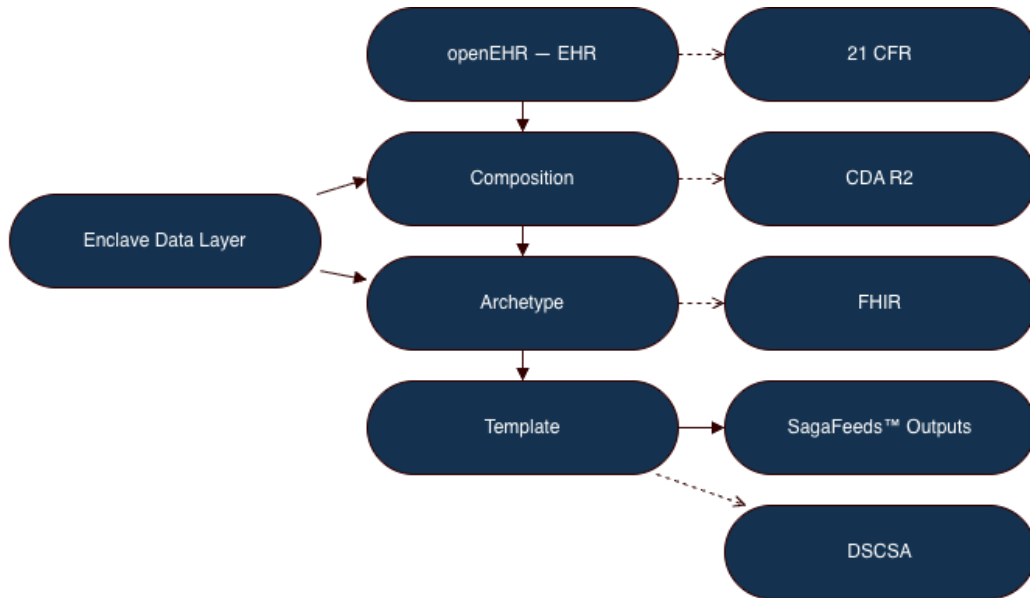 openEHR — EHR
21 CFR
Composition
CDA R2
Enclave Data Layer
Archetype
FHIR
Template
SagaFeeds™ Outputs
DSCSA